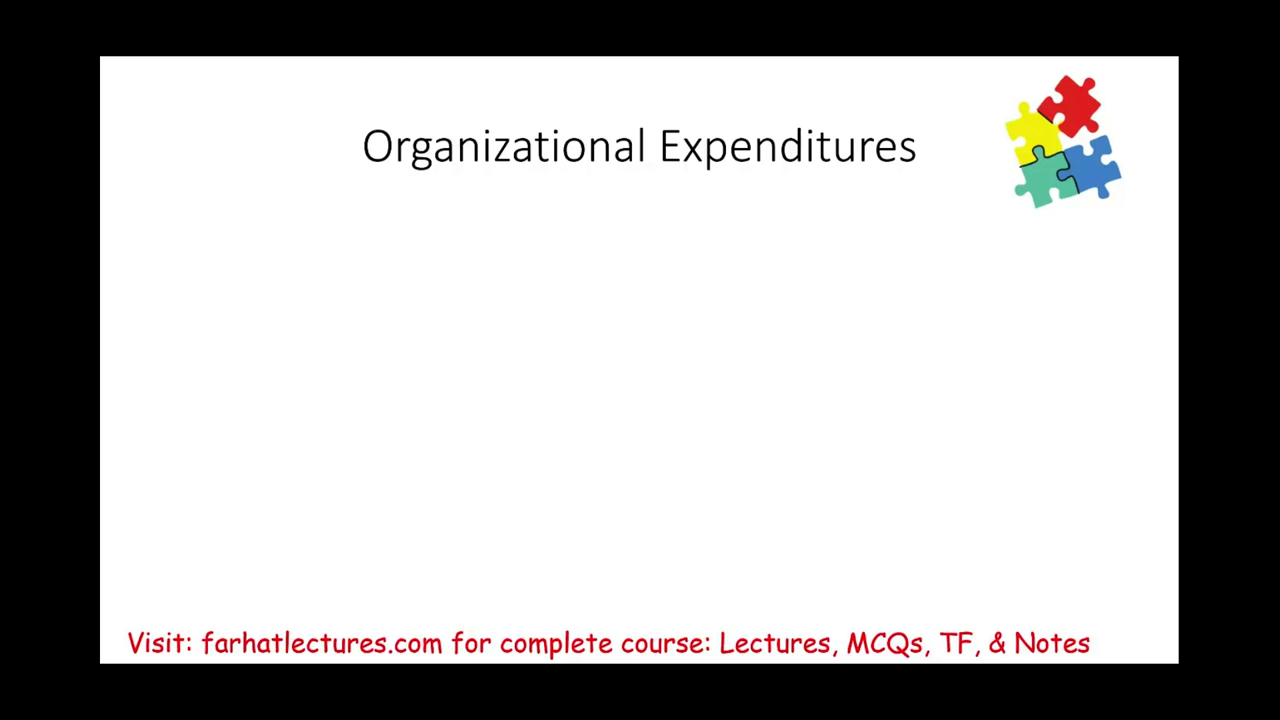 Organizational Expenditures
Visit: farhatlectures.com for complete course: Lectures, MCQs, TF, & Notes